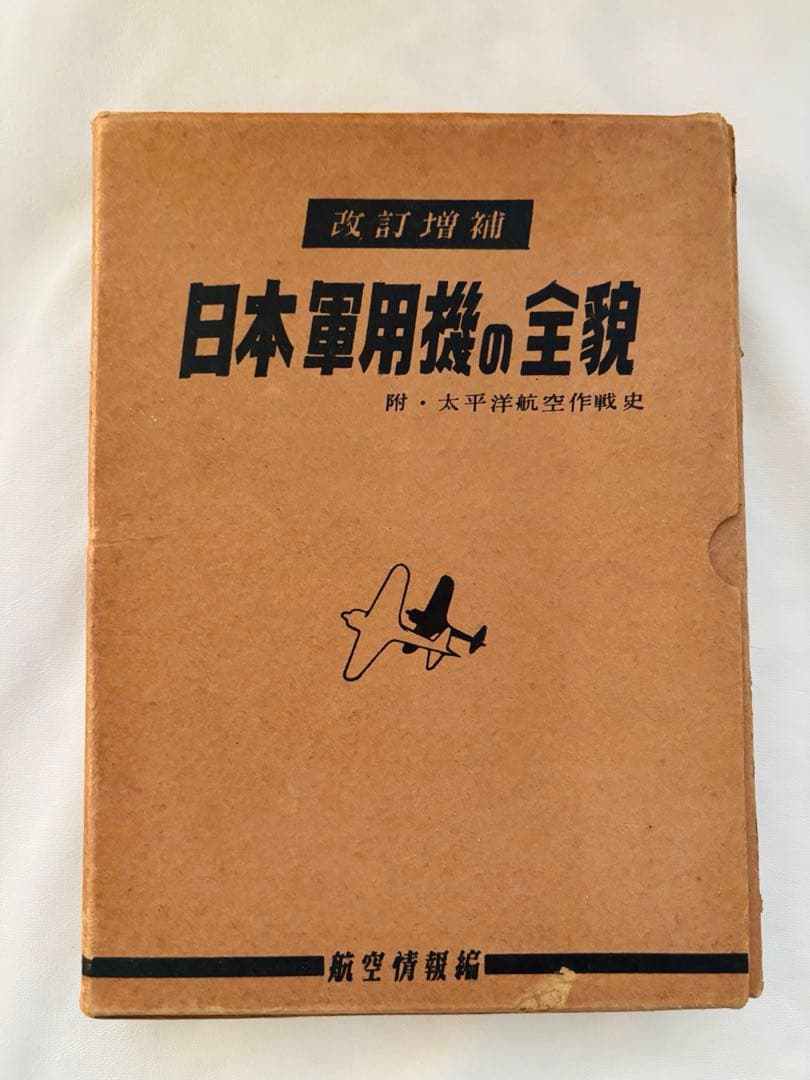 改訂増補
日本軍用機の全貌
附・太平洋航空作戦史
航空情報編